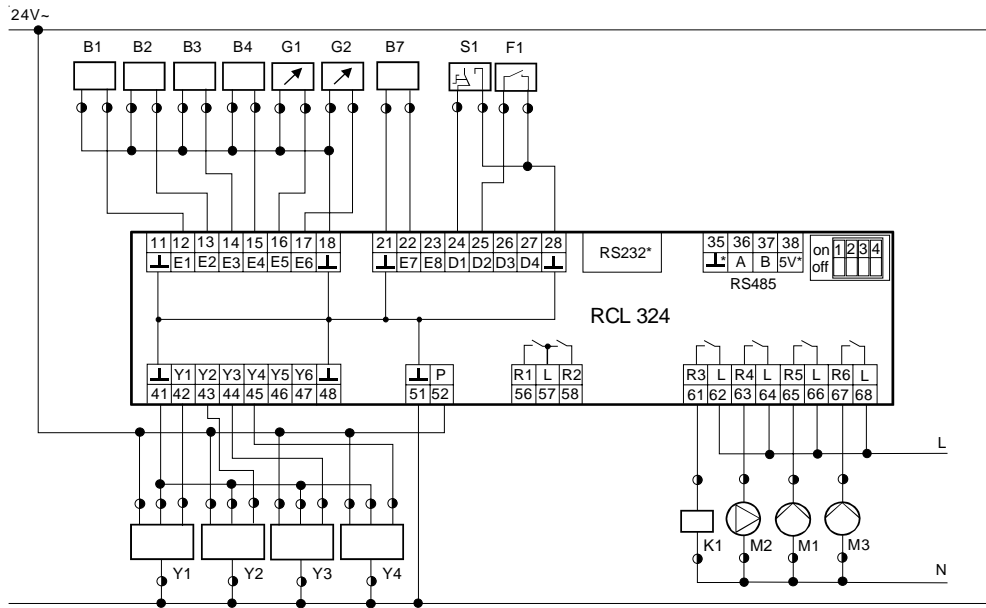 24V~
B1 B2 B3 B4 G1 G2 B7 S1 F1
11 12 13 14 15 16 17 18 21 22 23 24 25 26 27 28 RS232* 35 36 37 38 on 1 2 3 4
⊥ E1 E2 E3 E4 E5 E6 ⊥ ⊥ E7 E8 D1 D2 D3 D4 ⊥ ⊥* A B 5V* off
RS485
RCL 324
⊥ Y1 Y2 Y3 Y4 Y5 Y6 ⊥ ⊥ P R1 L R2 R3 L R4 L R5 L R6 L
41 42 43 44 45 46 47 48 51 52 56 57 58 61 62 63 64 65 66 67 68
L
K1 M2 M1 M3
Y1 Y2 Y3 Y4 N